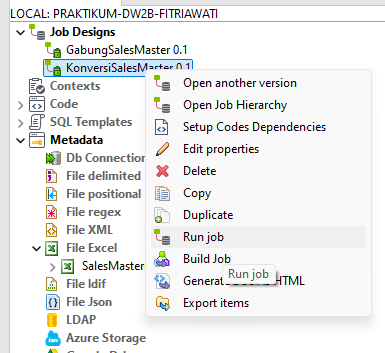 LOCAL: PRAKTIKUM-DW2B-FITRIAWATI
Job Designs
GabungSalesMaster 0.1
KonversiSalesMaster 0.1
Contexts
Code
SQL Templates
Metadata
Db Connection
File delimited
File positional
File regex
File XML
File Excel
SalesMaster
File ldif
File Json
LDAP
Azure Storage
Open another version
Open Job Hierarchy
Setup Codes Dependencies
Edit properties
Delete
Copy
Duplicate
Run job
Build Job
Run job
HTML
Export items